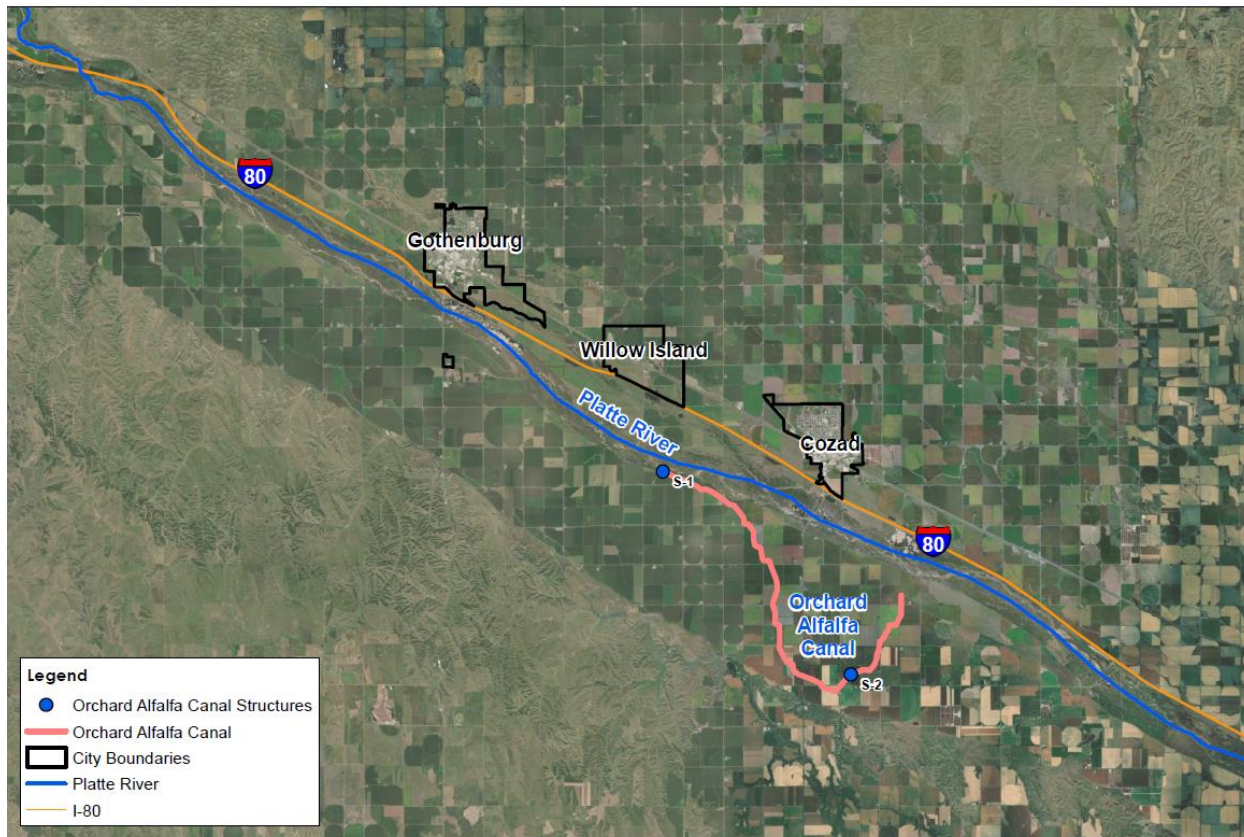 80
Gothenburg
Willow Island
Platte River
Cozad
S-1
80
Orchard
Alfalfa
Canal
S-2
Legend
Orchard Alfalfa Canal Structures
Orchard Alfalfa Canal
City Boundaries
Platte River
I-80